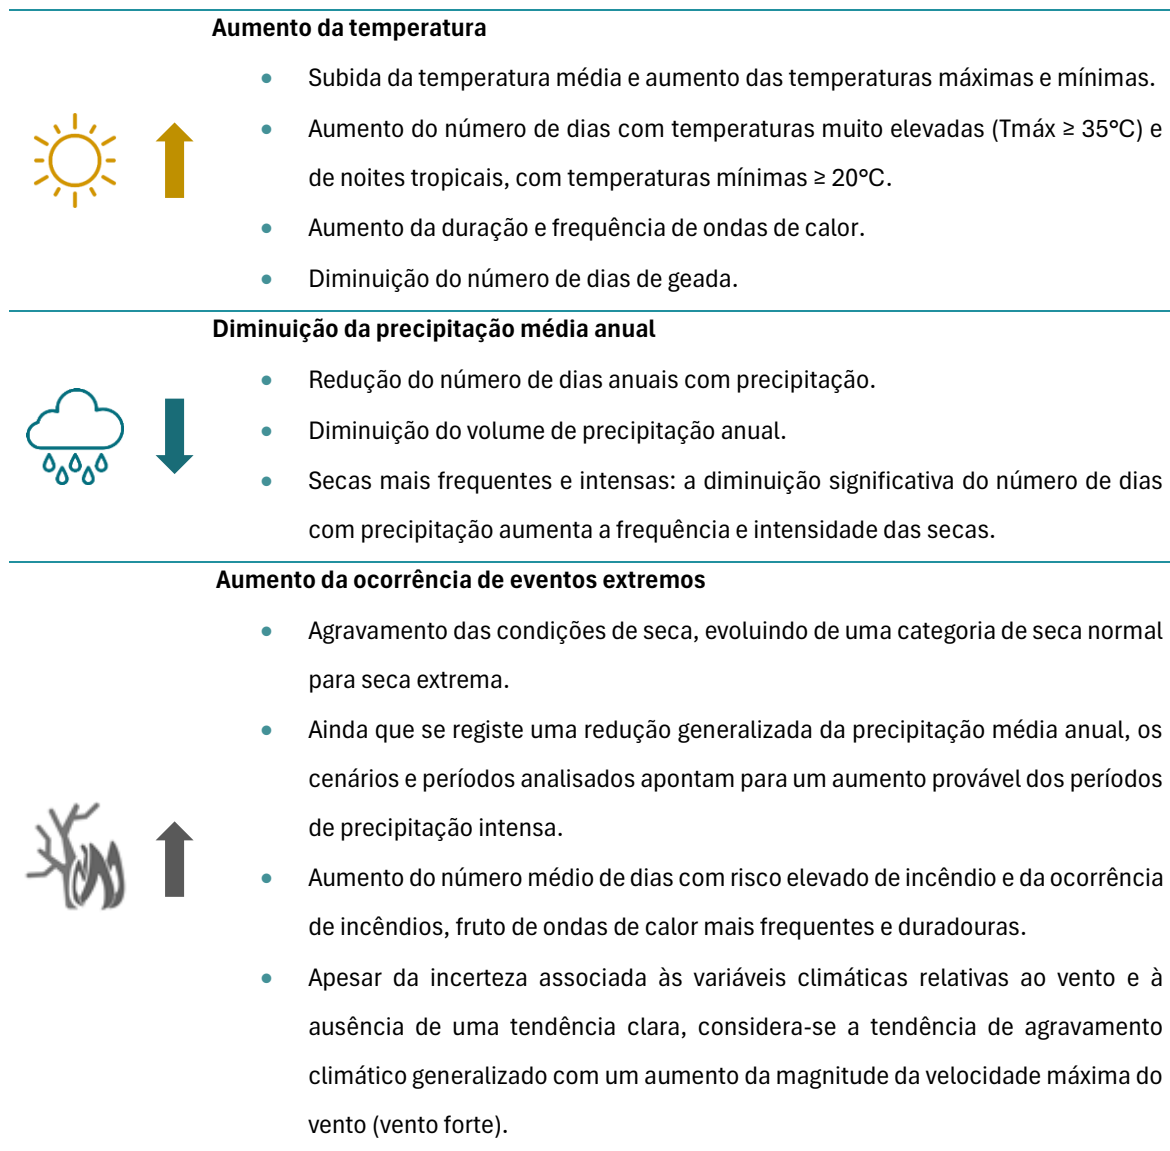 Aumento da temperatura
• Subida da temperatura média e aumento das temperaturas máximas e mínimas.
• Aumento do número de dias com temperaturas muito elevadas (Tmáx ≥ 35°C) e
de noites tropicais, com temperaturas mínimas ≥ 20°C.
• Aumento da duração e frequência de ondas de calor.
• Diminuição do número de dias de geada.
Diminuição da precipitação média anual
• Redução do número de dias anuais com precipitação.
• Diminuição do volume de precipitação anual.
• Secas mais frequentes e intensas: a diminuição significativa do número de dias
com precipitação aumenta a frequência e intensidade das secas.
Aumento da ocorrência de eventos extremos
• Agravamento das condições de seca, evoluindo de uma categoria de seca normal
para seca extrema.
• Ainda que se registe uma redução generalizada da precipitação média anual, os
cenários e períodos analisados apontam para um aumento provável dos períodos
de precipitação intensa.
• Aumento do número médio de dias com risco elevado de incêndio e da ocorrência
de incêndios, fruto de ondas de calor mais frequentes e duradouras.
• Apesar da incerteza associada às variáveis climáticas relativas ao vento e à
ausência de uma tendência clara, considera-se a tendência de agravamento
climático generalizado com um aumento da magnitude da velocidade máxima do
vento (vento forte).